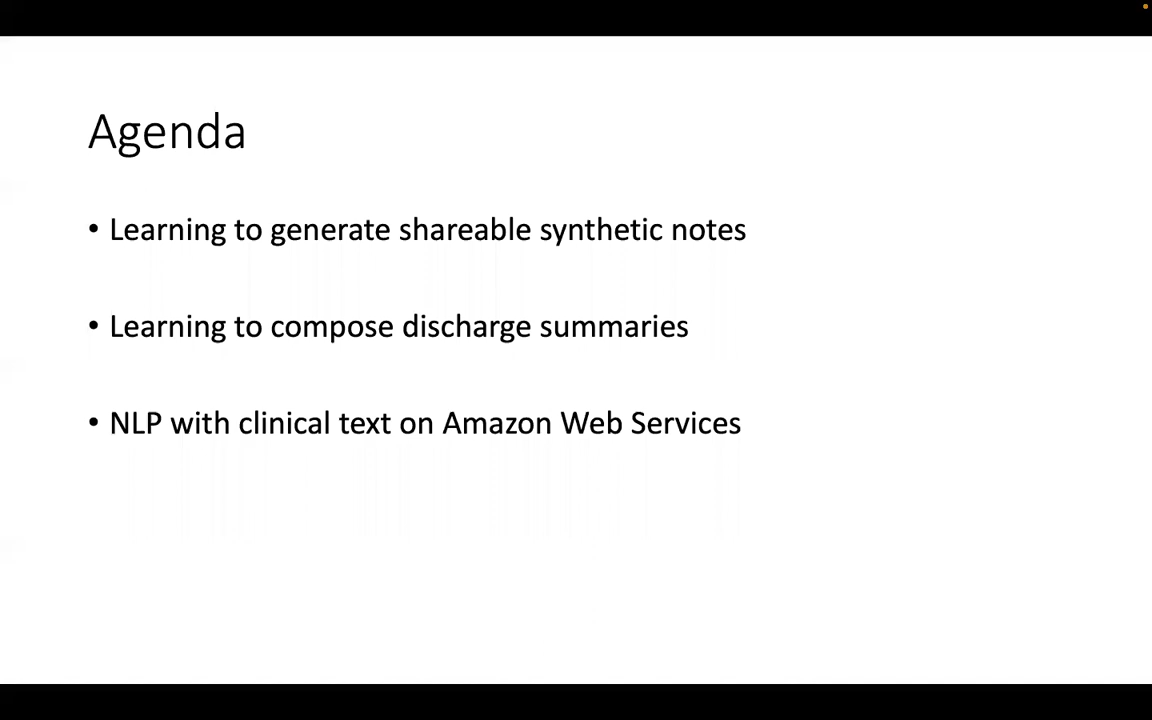 Agenda
• Learning to generate shareable synthetic notes
• Learning to compose discharge summaries
• NLP with clinical text on Amazon Web Services